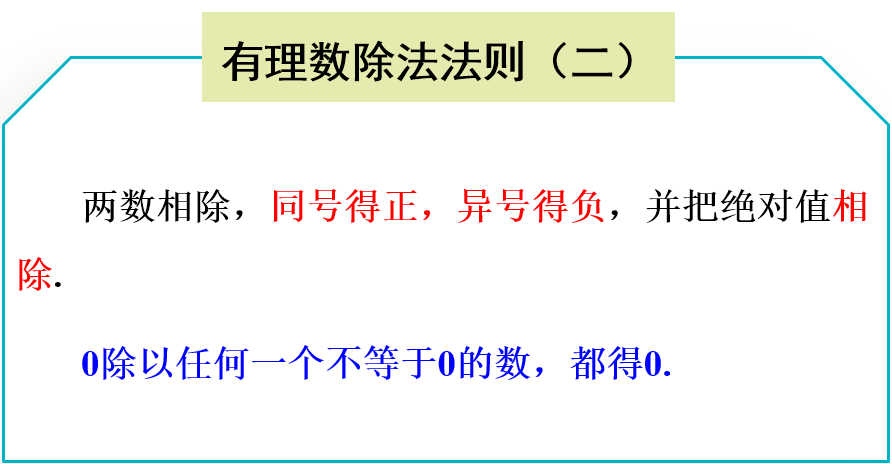 有理数除法法则（二）
两数相除，同号得正，异号得负，并把绝对值相
除.
0除以任何一个不等于0的数，都得0.